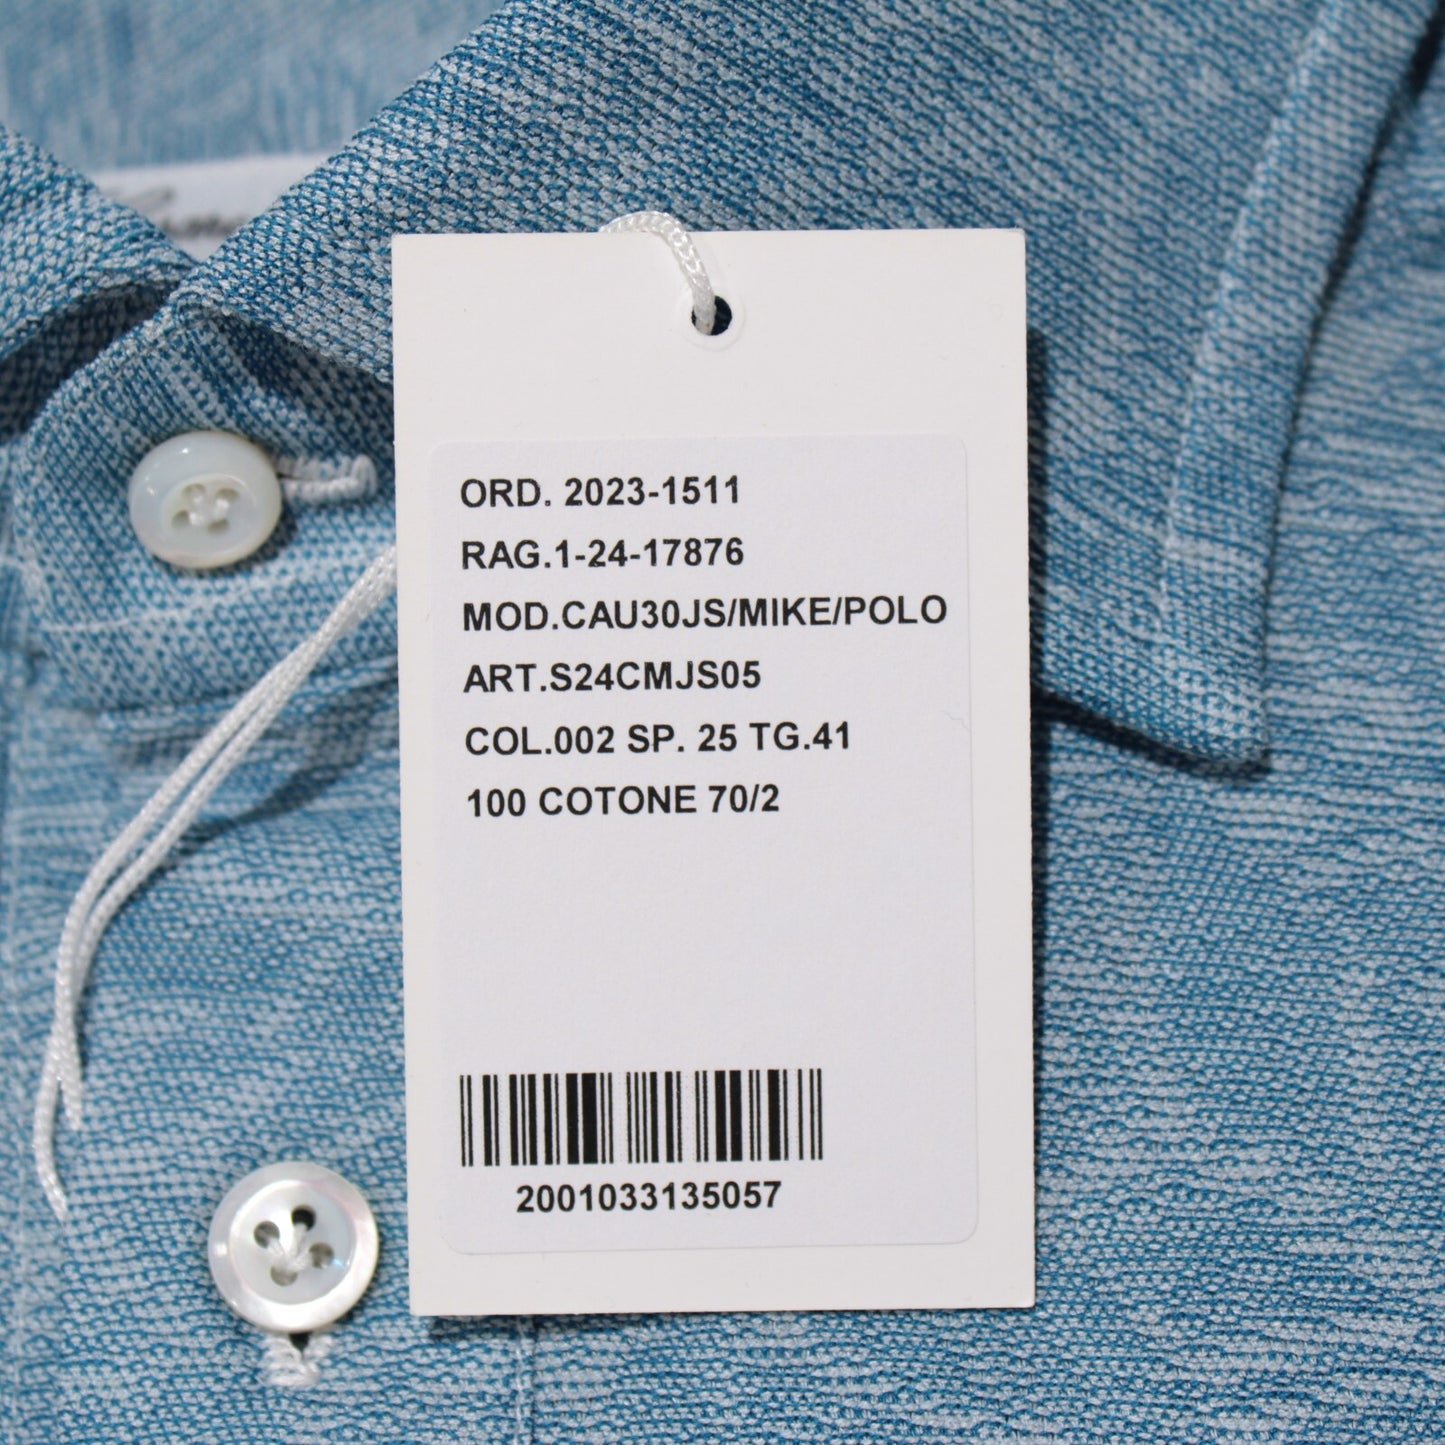 ORD. 2023-1511
RAG.1-24-17876
MOD.CAU30JS/MIKE/POLO
ART.S24CMJS05
COL.002 SP. 25 TG.41
100 COTONE 70/2
2001033135057